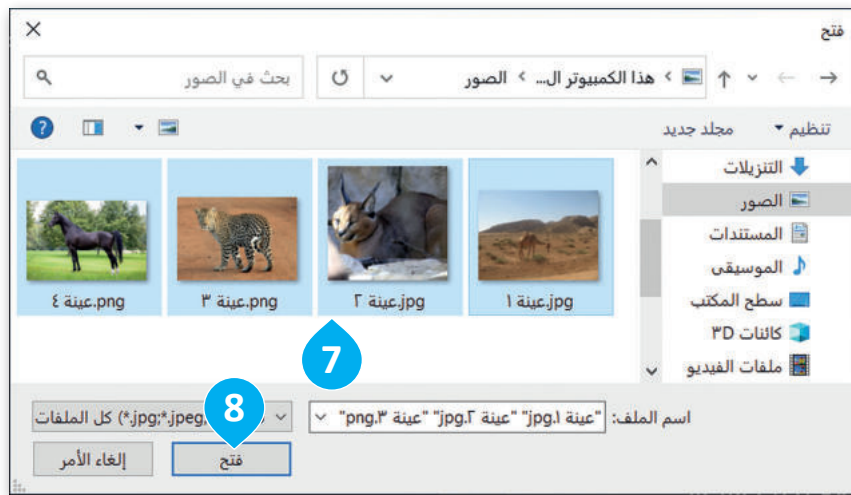 فتح
هذا الكمبيوتر ال... › الصور
بحث في الصور
تنظيم
مجلد جديد
?
التنزيلات
الصور
المستندات
الموسيقى
سطح المكتب
كائنات ٣D
ملفات الفيديو
عينة ١.jpg
عينة ٢.jpg
عينة ٣.png
عينة ٤.png
7
8
اسم الملف: "عينة ١.jpg" "عينة ٢.jpg" "عينة ٣.png"
كل الملفات (*.jpg;*.jpeg,
فتح
إلغاء الأمر